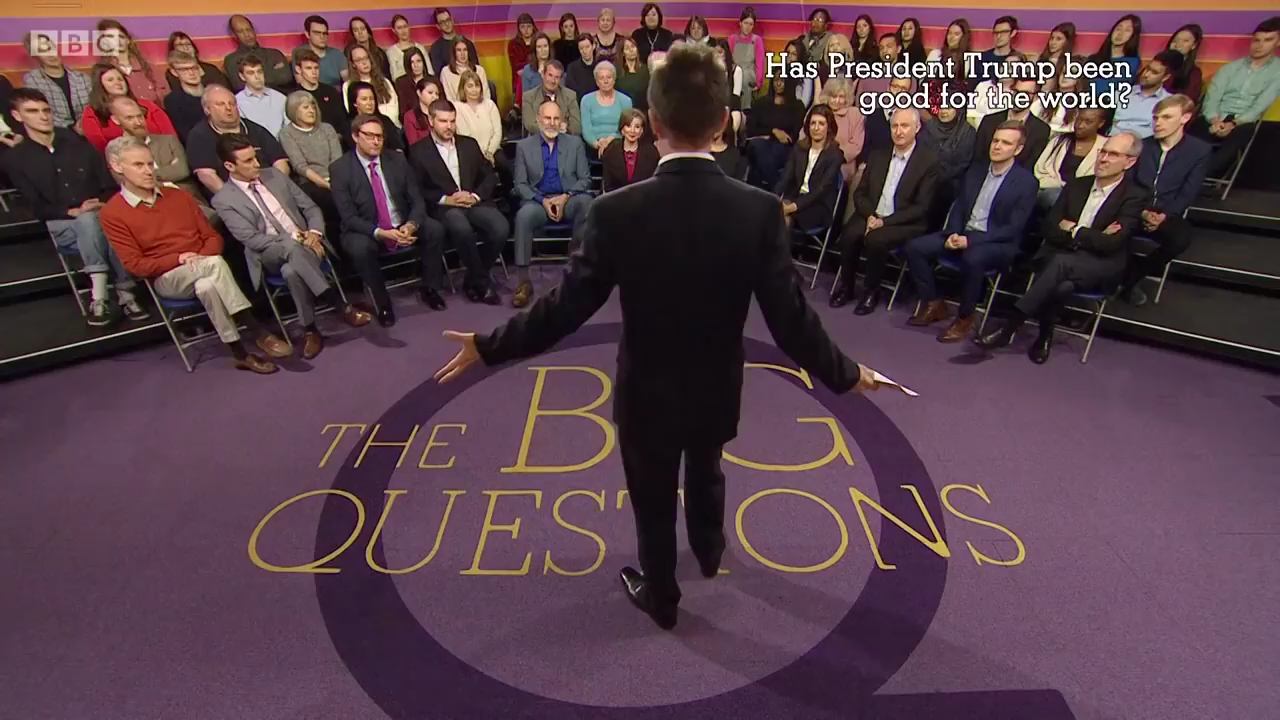 BBC
Has President Trump been
good for the world?
THE BIG
QUESTIONS